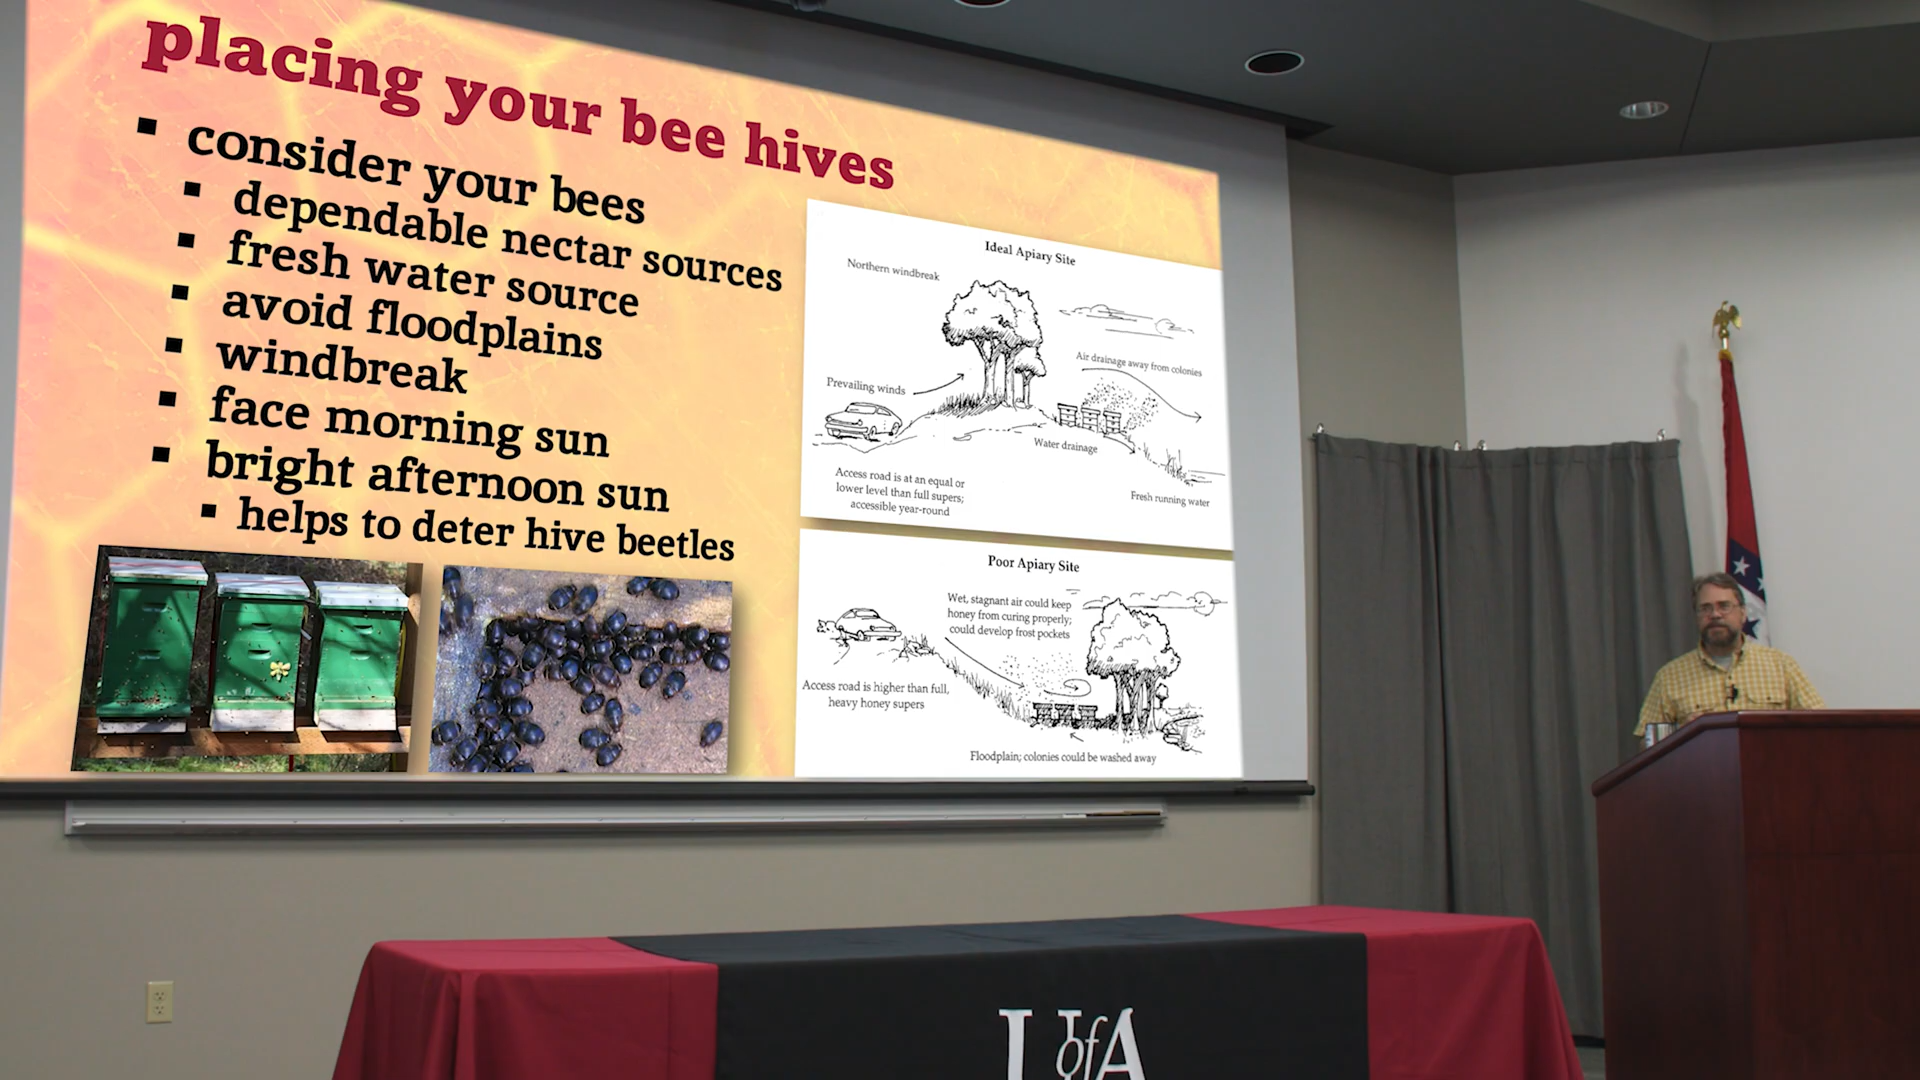 placing your bee hives
consider your bees
dependable nectar sources
fresh water source
avoid floodplains
windbreak
face morning sun
bright afternoon sun
helps to deter hive beetles
Ideal Apiary Site
Northern windbreak
Prevailing winds
Air drainage away from colonies
Water drainage
Access road is at an equal or
lower level than full supers;
accessible year-round
Fresh running water
Poor Apiary Site
Wet, stagnant air could keep
honey from curing properly;
could develop frost pockets
Access road is higher than full,
heavy honey supers
Floodplain; colonies could be washed away
U of A